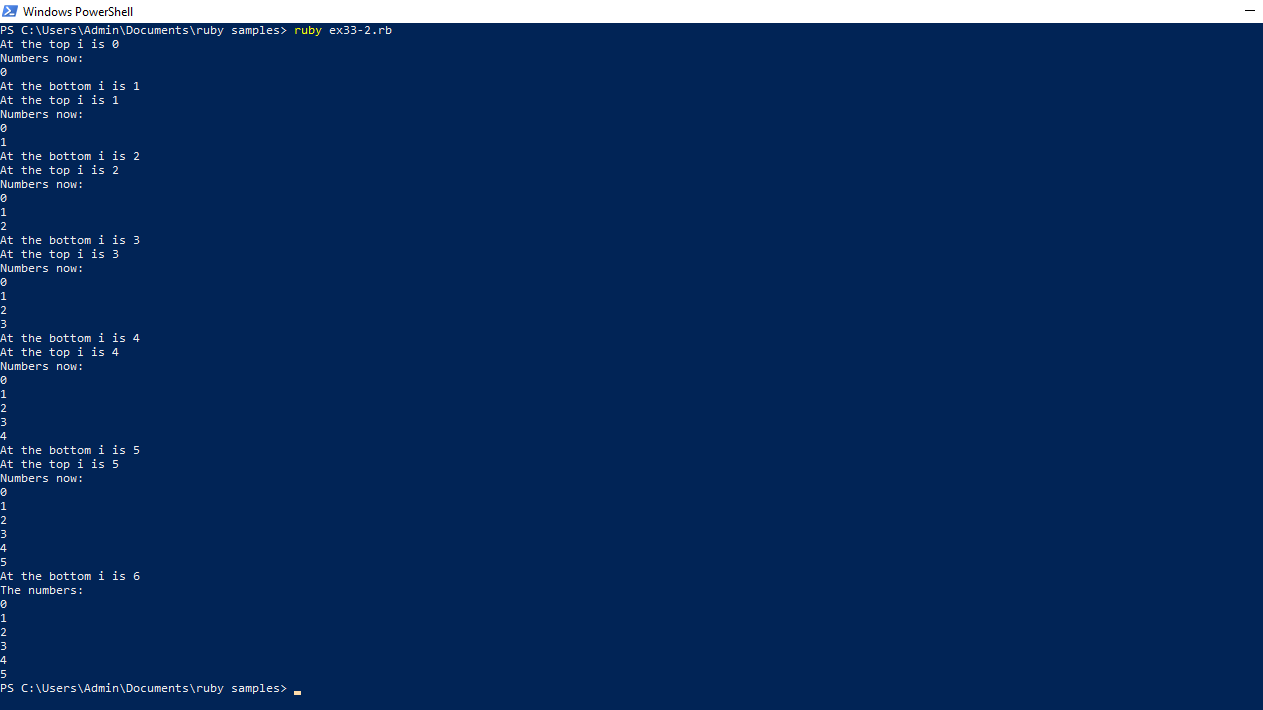 Windows PowerShell
PS C:\Users\Admin\Documents\ruby samples> ruby ex33-2.rb
At the top i is 0
Numbers now:
0
At the bottom i is 1
At the top i is 1
Numbers now:
0
1
At the bottom i is 2
At the top i is 2
Numbers now:
0
1
2
At the bottom i is 3
At the top i is 3
Numbers now:
0
1
2
3
At the bottom i is 4
At the top i is 4
Numbers now:
0
1
2
3
4
At the bottom i is 5
At the top i is 5
Numbers now:
0
1
2
3
4
5
At the bottom i is 6
The numbers:
0
1
2
3
4
5
PS C:\Users\Admin\Documents\ruby samples>